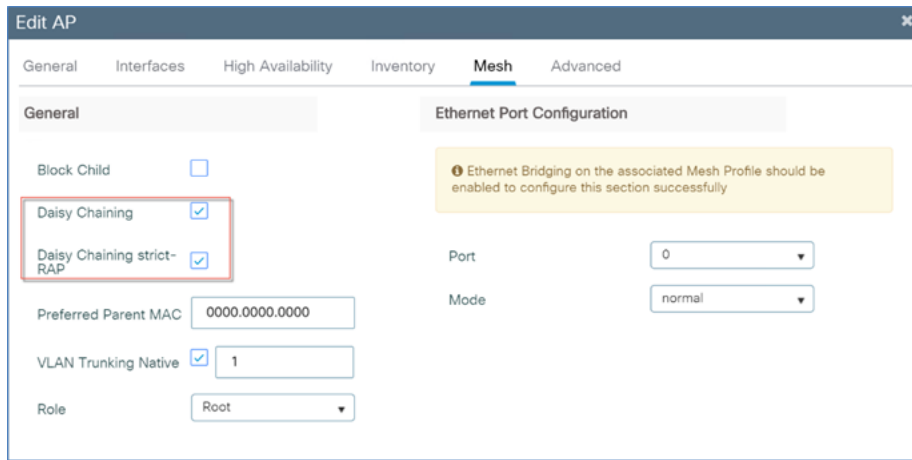 Edit AP
General Interfaces High Availability Inventory Mesh Advanced
General
Block Child
Daisy Chaining
Daisy Chaining strict-
RAP
Preferred Parent MAC 0000.0000.0000
VLAN Trunking Native 1
Role Root
Ethernet Port Configuration
Ethernet Bridging on the associated Mesh Profile should be
enabled to configure this section successfully
Port 0
Mode normal